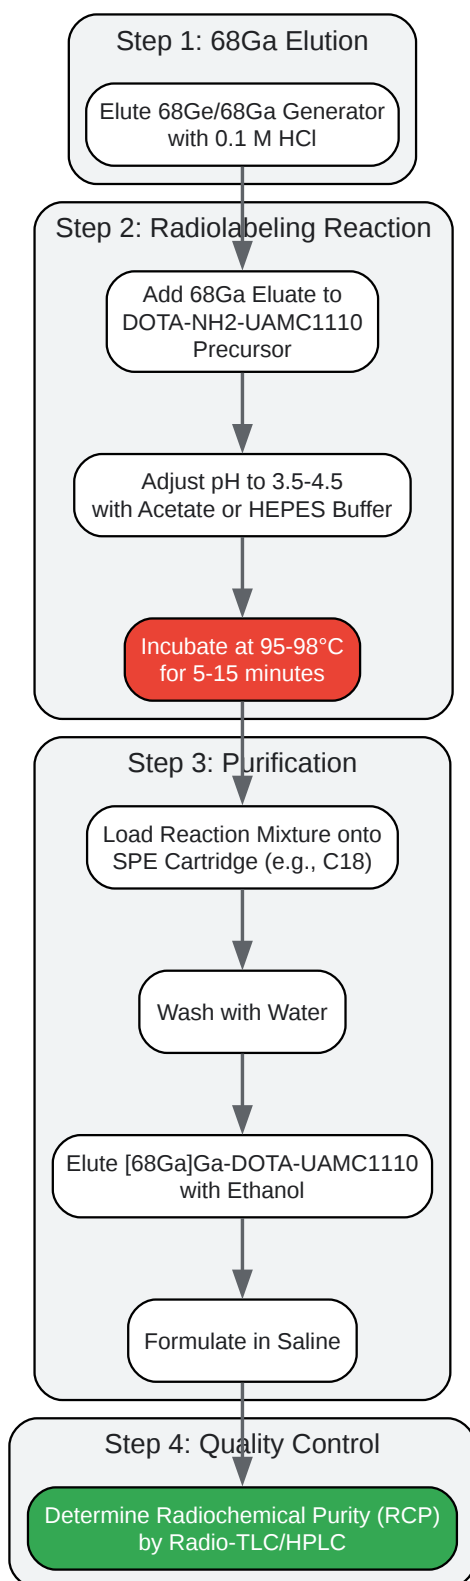 Step 1: 68Ga Elution
Elute 68Ge/68Ga Generator
with 0.1 M HCl
Step 2: Radiolabeling Reaction
Add 68Ga Eluate to
DOTA-NH2-UAMC1110
Precursor
Adjust pH to 3.5-4.5
with Acetate or HEPES Buffer
Incubate at 95-98°C
for 5-15 minutes
Step 3: Purification
Load Reaction Mixture onto
SPE Cartridge (e.g., C18)
Wash with Water
Elute [68Ga]Ga-DOTA-UAMC1110
with Ethanol
Formulate in Saline
Step 4: Quality Control
Determine Radiochemical Purity (RCP)
by Radio-TLC/HPLC